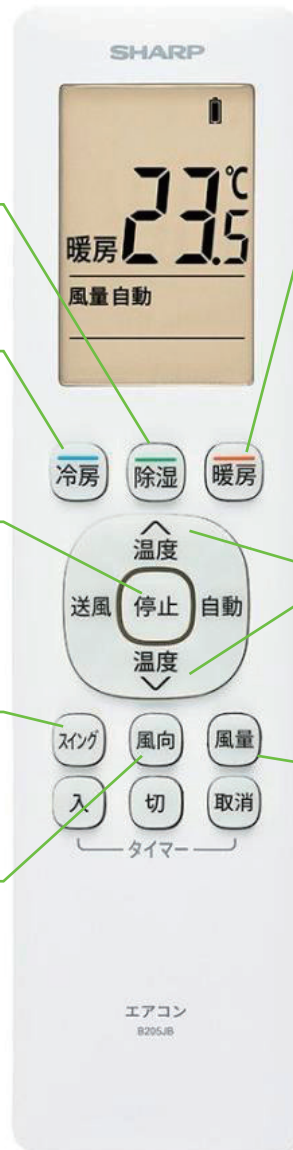 SHARP
暖房 23.5℃
風量自動
冷房 除湿 暖房
温度
送風 停止 自動
温度
スイング 風向 風量
入 切 取消
タイマー
エアコン
B205JB